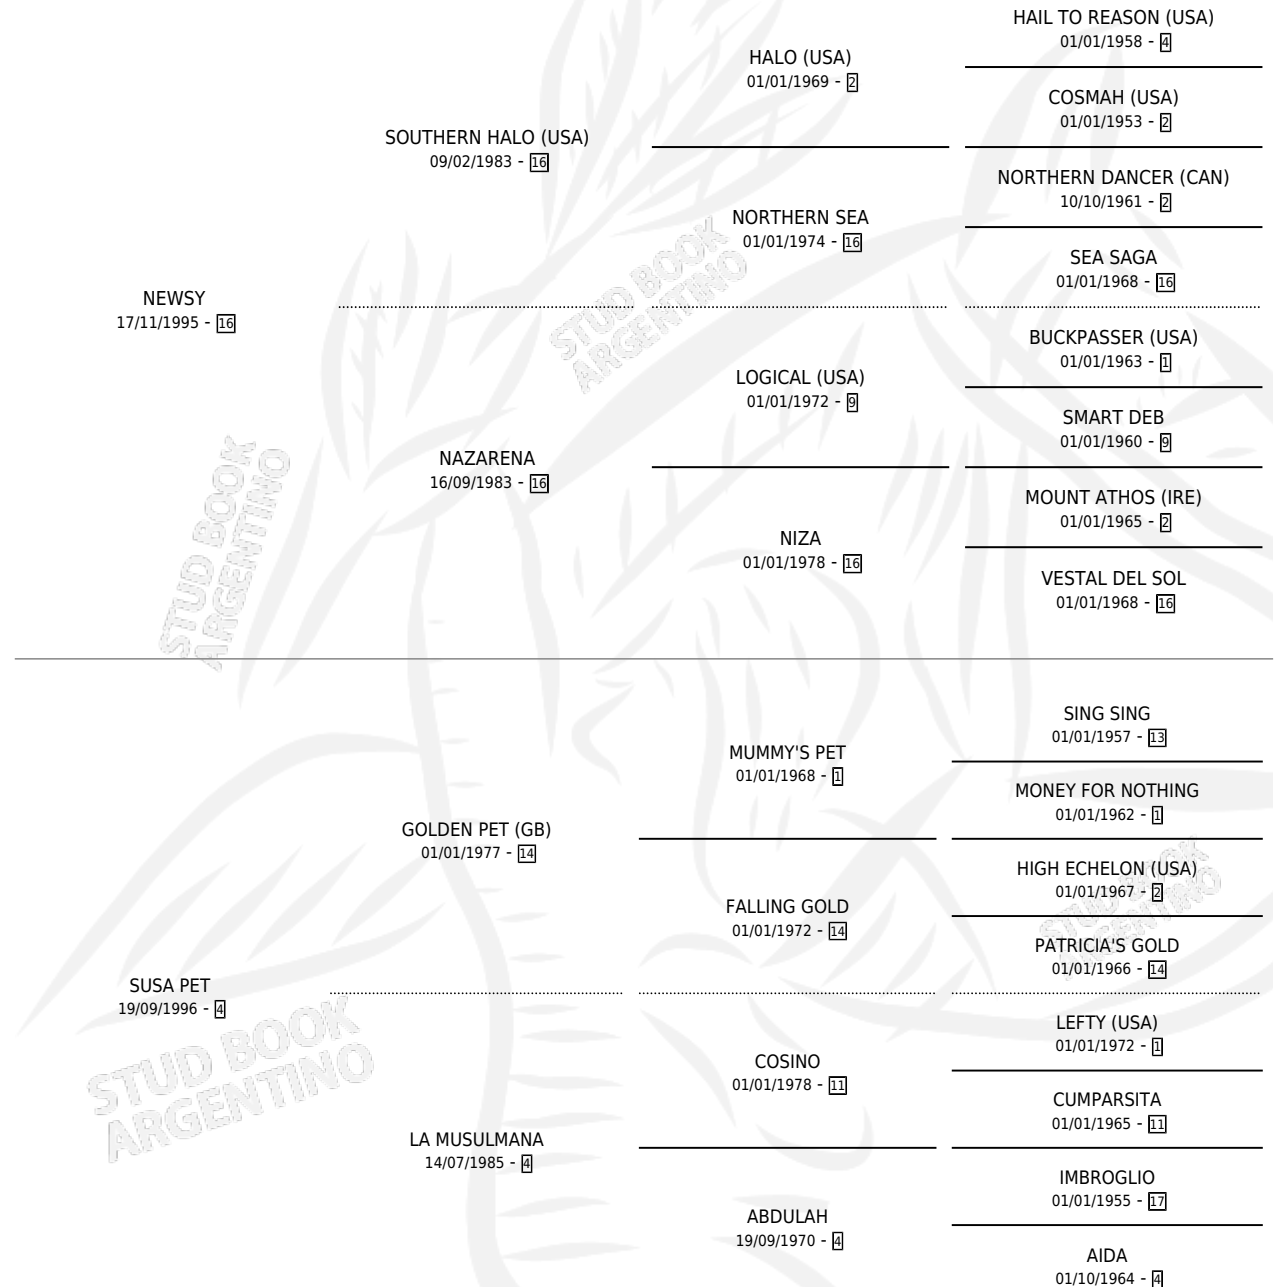 HAIL TO REASON (USA)
01/01/1958 - 4
HALO (USA)
01/01/1969 - 2
COSMAH (USA)
01/01/1953 - 2
SOUTHERN HALO (USA)
09/02/1983 - 16
NORTHERN DANCER (CAN)
10/10/1961 - 2
NORTHERN SEA
01/01/1974 - 16
SEA SAGA
01/01/1968 - 16
STUD BOOK
ARGENTINO
NEWSY
17/11/1995 - 16
BUCKPASSER (USA)
01/01/1963 - 1
LOGICAL (USA)
01/01/1972 - 9
SMART DEB
01/01/1960 - 9
NAZARENA
16/09/1983 - 16
MOUNT ATHOS (IRE)
01/01/1965 - 2
NIZA
01/01/1978 - 16
VESTAL DEL SOL
01/01/1968 - 16
STUD BOOK
ARGENTINO
SING SING
01/01/1957 - 13
MUMMY'S PET
01/01/1968 - 1
MONEY FOR NOTHING
01/01/1962 - 1
GOLDEN PET (GB)
01/01/1977 - 14
HIGH ECHELON (USA)
01/01/1967 - 2
FALLING GOLD
01/01/1972 - 14
PATRICIA'S GOLD
01/01/1966 - 14
STUD BOOK
ARGENTINO
SUSA PET
19/09/1996 - 4
LEFTY (USA)
01/01/1972 - 1
COSINO
01/01/1978 - 11
CUMPARSITA
01/01/1965 - 11
STUD BOOK
ARGENTINO
LA MUSULMANA
14/07/1985 - 4
IMBROGLIO
01/01/1955 - 17
ABDULAH
19/09/1970 - 4
AIDA
01/10/1964 - 4